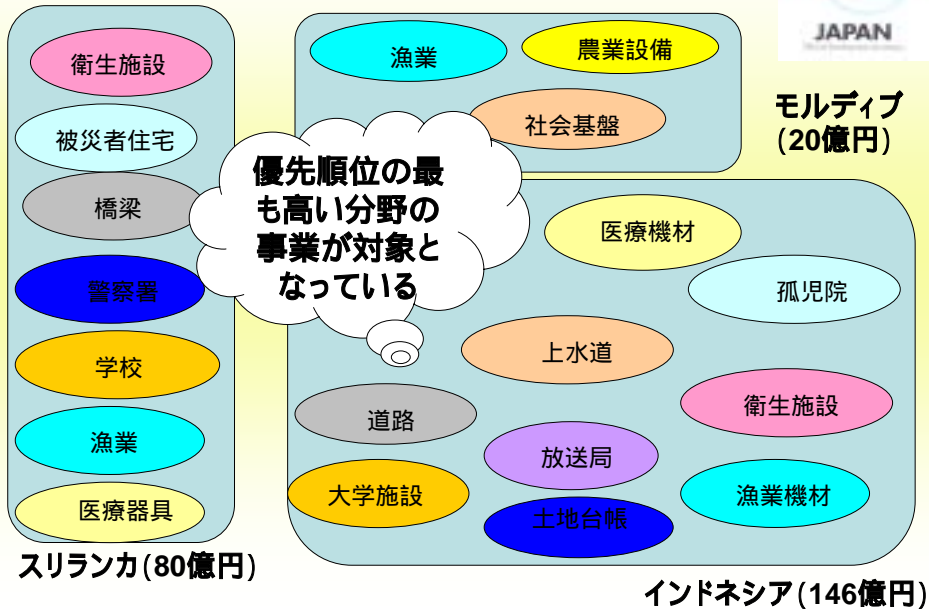 JAPAN
衛生施設
被災者住宅
橋梁
警察署
学校
漁業
医療器具
スリランカ(80億円)
漁業
農業設備
社会基盤
モルディブ
(20億円)
優先順位の最
も高い分野の
事業が対象と
なっている
医療機材
孤児院
上水道
衛生施設
道路
放送局
大学施設
漁業機材
土地台帳
インドネシア(146億円)